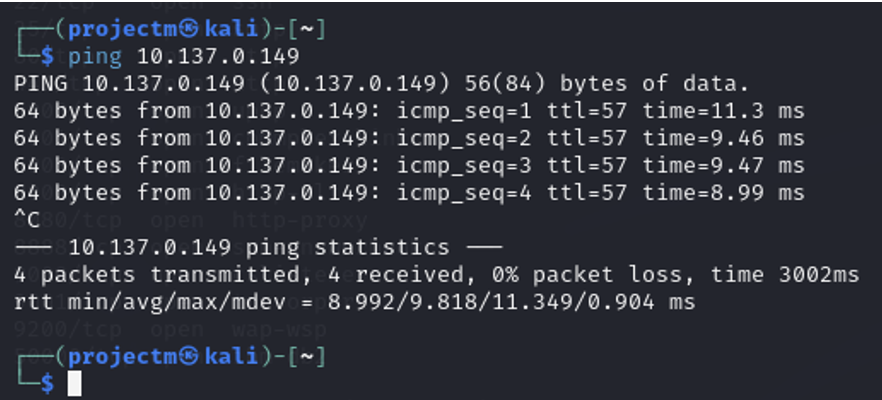 ┌──(projectm㉿kali)-[~]
└─$ ping 10.137.0.149
PING 10.137.0.149 (10.137.0.149) 56(84) bytes of data.
64 bytes from 10.137.0.149: icmp_seq=1 ttl=57 time=11.3 ms
64 bytes from 10.137.0.149: icmp_seq=2 ttl=57 time=9.46 ms
64 bytes from 10.137.0.149: icmp_seq=3 ttl=57 time=9.47 ms
64 bytes from 10.137.0.149: icmp_seq=4 ttl=57 time=8.99 ms
^C
--- 10.137.0.149 ping statistics ---
4 packets transmitted, 4 received, 0% packet loss, time 3002ms
rtt min/avg/max/mdev = 8.992/9.818/11.349/0.904 ms
9200/tcp open wap-wsp
┌──(projectm㉿kali)-[~]
└─$